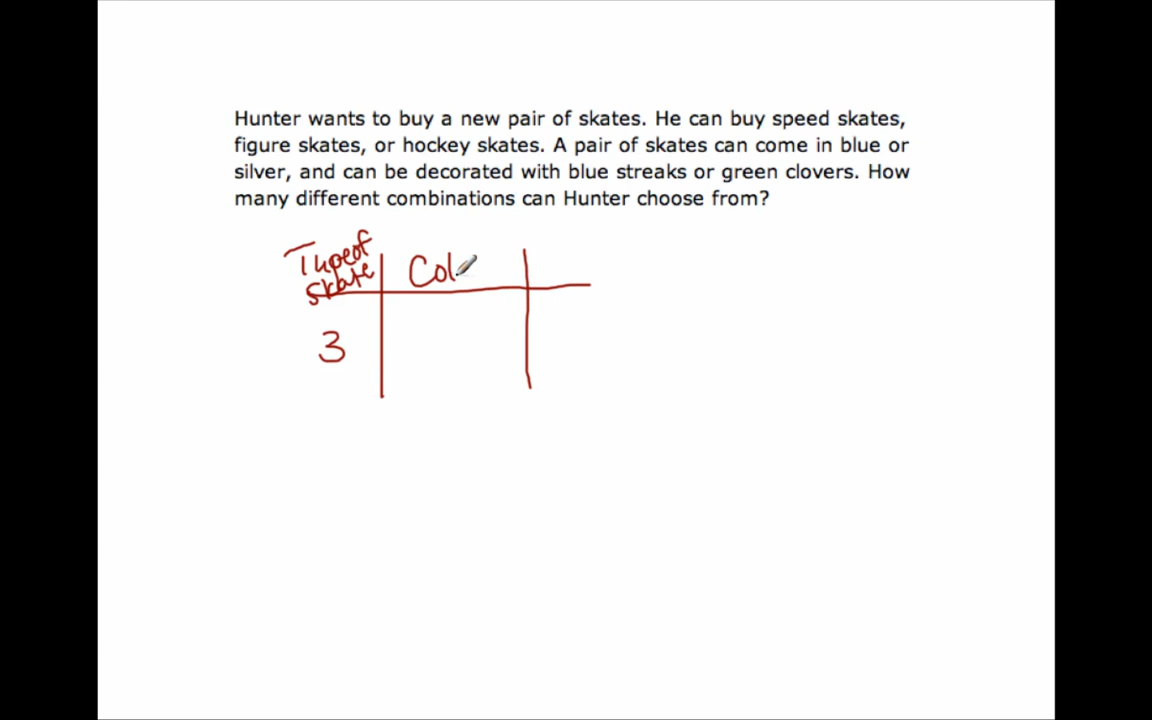 Hunter wants to buy a new pair of skates. He can buy speed skates,
figure skates, or hockey skates. A pair of skates can come in blue or
silver, and can be decorated with blue streaks or green clovers. How
many different combinations can Hunter choose from?
Type of
skate
Col
3